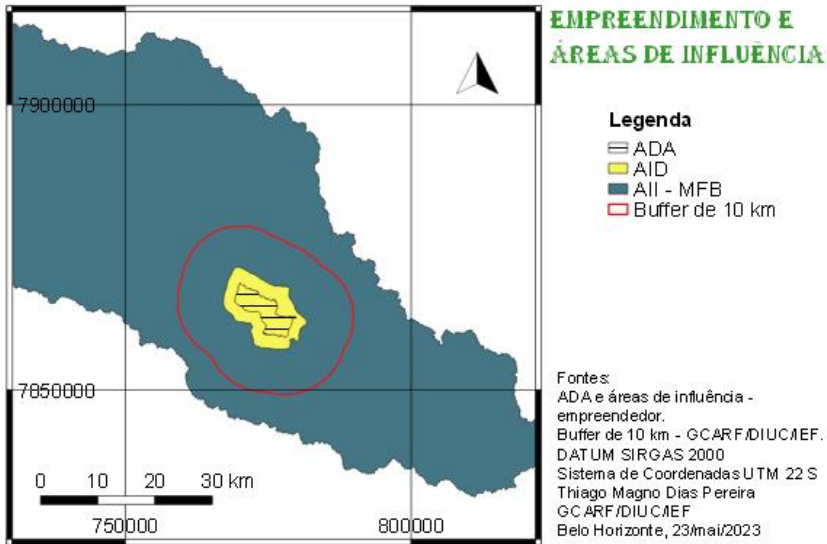 EMPREENDIMENTO E
ÁREAS DE INFLUÊNCIA
7900000
7850000
0 10 20 30 km
750000 800000
Legenda
ADA
AID
AII - MFB
Buffer de 10 km
Fontes:
ADA e áreas de influência -
empreendedor.
Buffer de 10 km - GCARF/DIUC/IEF.
DATUM SIRGAS 2000
Sistema de Coordenadas UTM 22 S
Thiago Magno Dias Pereira
GCARF/DIUC/IEF
Belo Horizonte, 23/mai/2023